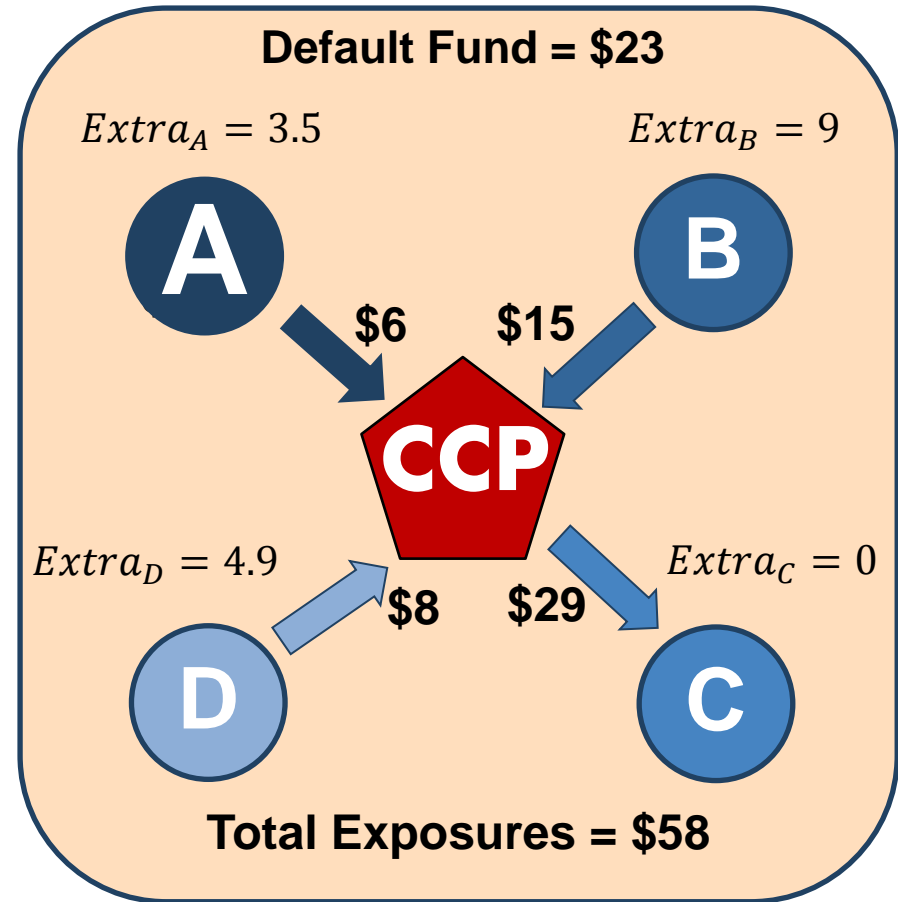 Default Fund = $23
Extra_A = 3.5
Extra_B = 9
A
B
$6
$15
CCP
Extra_D = 4.9
Extra_C = 0
$8
$29
D
C
Total Exposures = $58